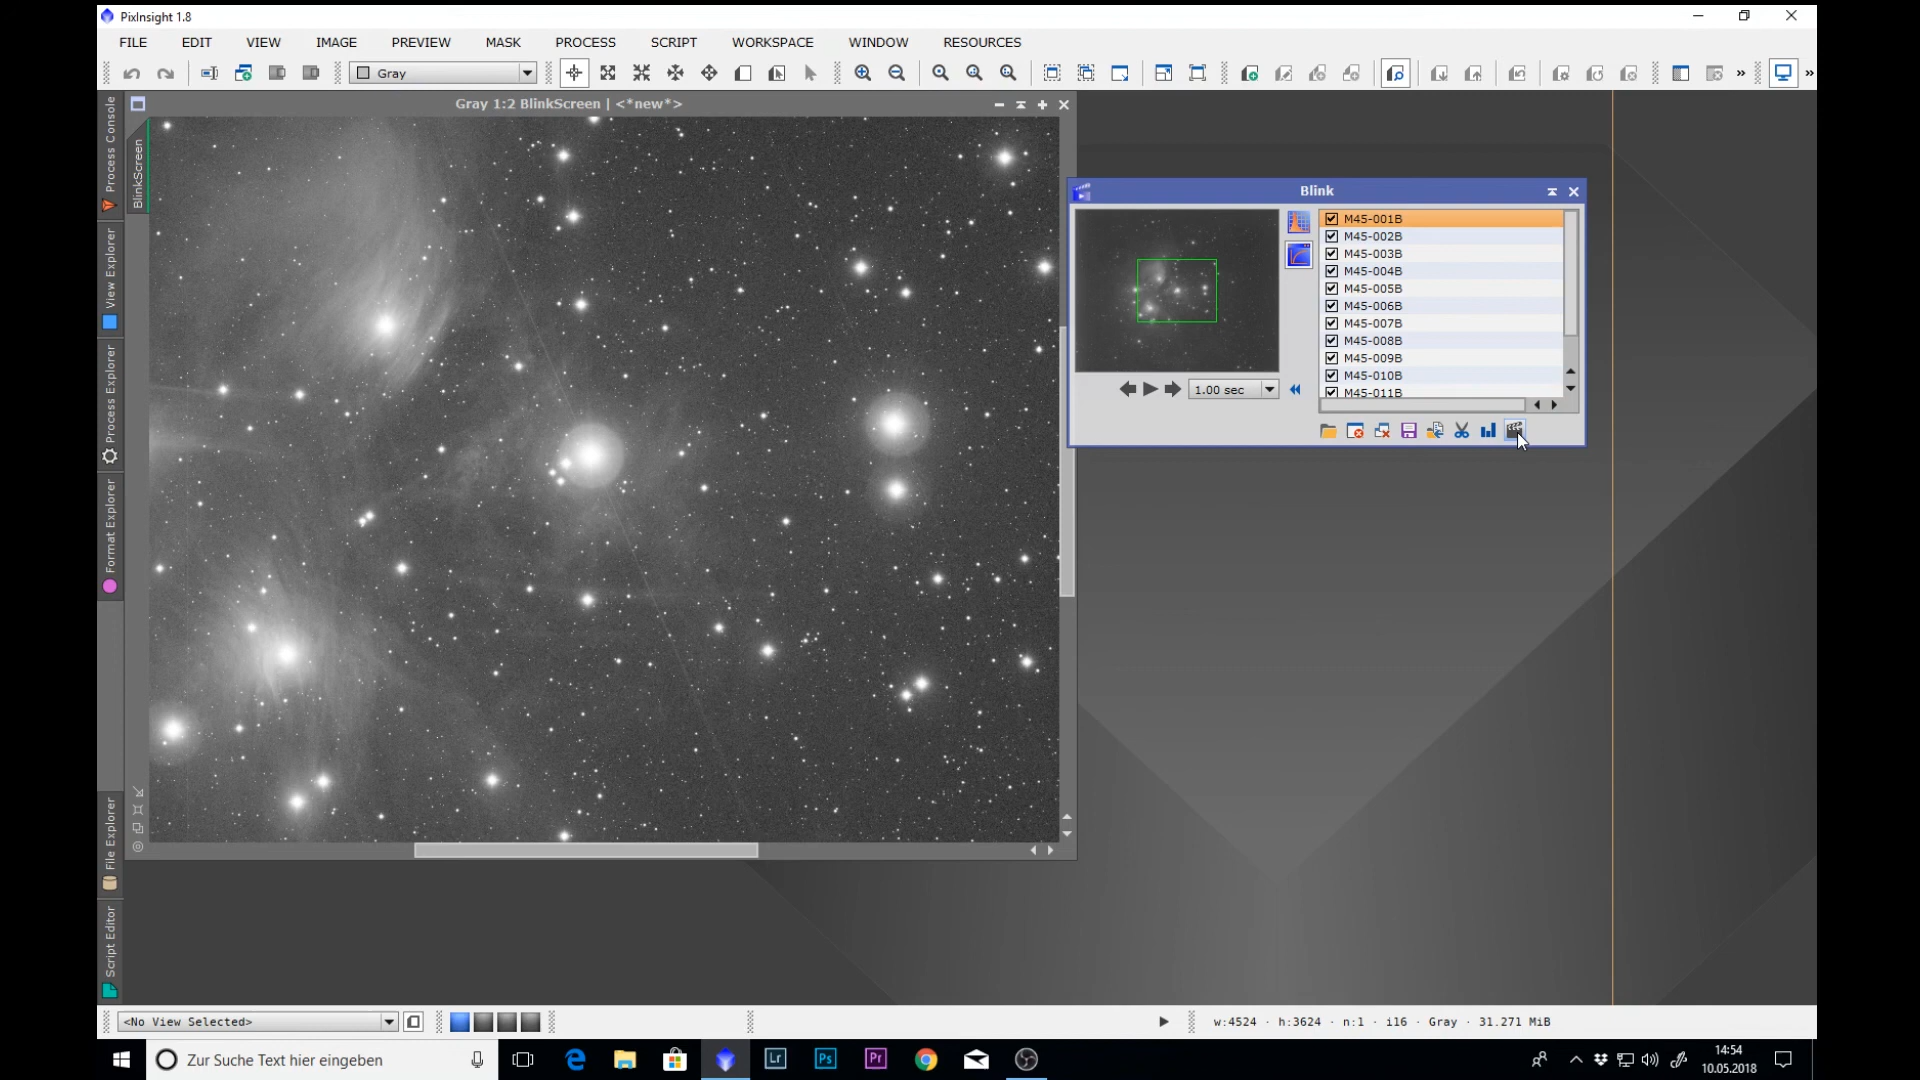 PixInsight 1.8
FILE EDIT VIEW IMAGE PREVIEW MASK PROCESS SCRIPT WORKSPACE WINDOW RESOURCES
Gray
Gray 1:2 BlinkScreen | <*new*>
BlinkScreen
Process Console
View Explorer
Process Explorer
Format Explorer
File Explorer
Script Editor
Blink
M45-001B
M45-002B
M45-003B
M45-004B
M45-005B
M45-006B
M45-007B
M45-008B
M45-009B
M45-010B
M45-011B
1.00 sec
<No View Selected>
w:4524 · h:3624 · n:1 · i16 · Gray · 31.271 MiB
Zur Suche Text hier eingeben
Lr
Ps
Pr
14:54
10.05.2018